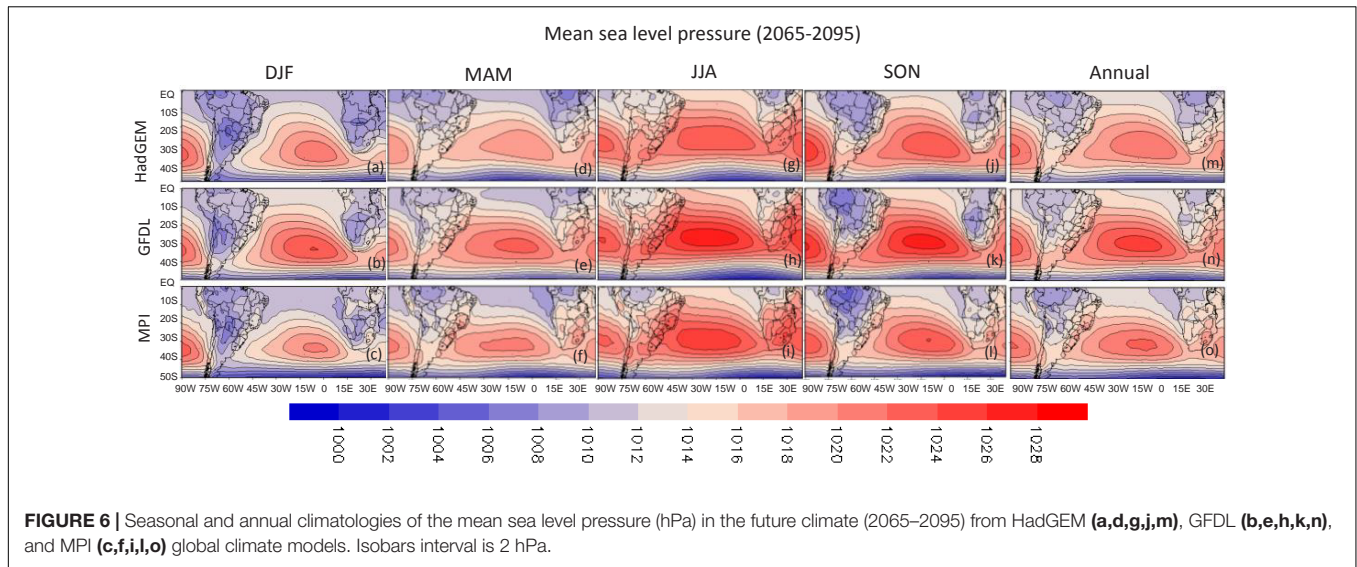 Mean sea level pressure (2065-2095)
DJF MAM JJA SON Annual
HadGEM
EQ
10S
20S
30S
40S
(a) (d) (g) (j) (m)
GFDL
EQ
10S
20S
30S
40S
(b) (e) (h) (k) (n)
MPI
EQ
10S
20S
30S
40S
50S
(c) (f) (i) (l) (o)
90W 75W 60W 45W 30W 15W 0 15E 30E 90W 75W 60W 45W 30W 15W 0 15E 30E 90W 75W 60W 45W 30W 15W 0 15E 30E 90W 75W 60W 45W 30W 15W 0 15E 30E 90W 75W 60W 45W 30W 15W 0 15E 30E
1000 1002 1004 1006 1008 1010 1012 1014 1016 1018 1020 1022 1024 1026 1028
FIGURE 6 | Seasonal and annual climatologies of the mean sea level pressure (hPa) in the future climate (2065–2095) from HadGEM (a,d,g,j,m), GFDL (b,e,h,k,n),
and MPI (c,f,i,l,o) global climate models. Isobars interval is 2 hPa.